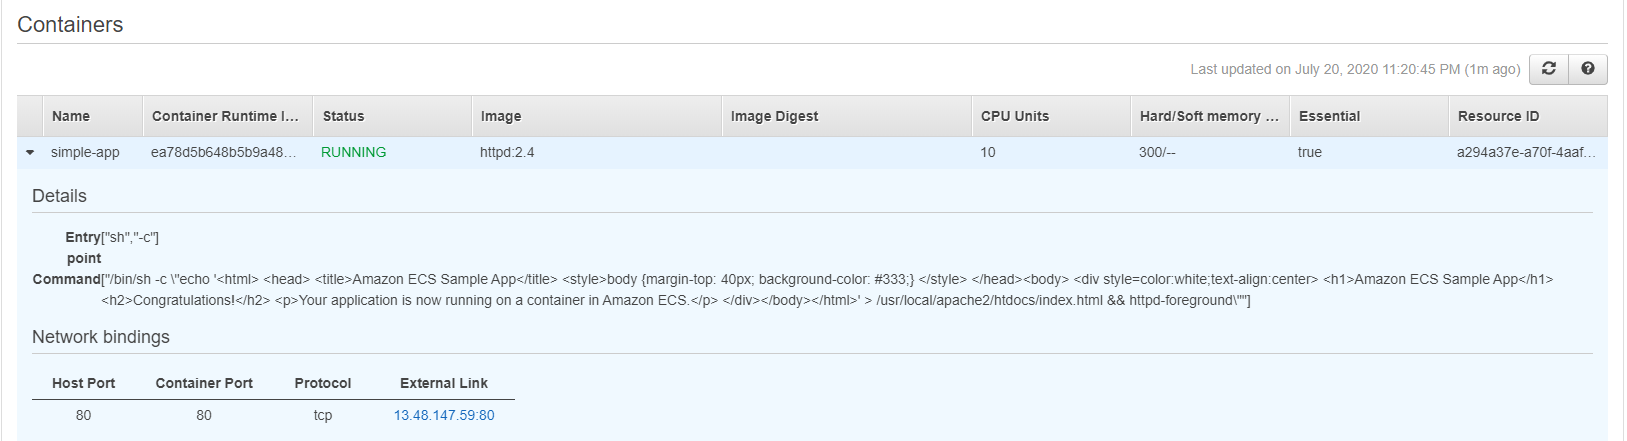 Containers
Last updated on July 20, 2020 11:20:45 PM (1m ago)
Name Container Runtime I... Status Image Image Digest CPU Units Hard/Soft memory ... Essential Resource ID
simple-app ea78d5b648b5b9a48... RUNNING httpd:2.4 10 300/-- true a294a37e-a70f-4aaf...
Details
Entry ["sh","-c"]
point
Command ["/bin/sh -c \"echo '<html> <head> <title>Amazon ECS Sample App</title> <style>body {margin-top: 40px; background-color: #333;} </style> </head><body> <div style=color:white;text-align:center> <h1>Amazon ECS Sample App</h1>
<h2>Congratulations!</h2> <p>Your application is now running on a container in Amazon ECS.</p> </div></body></html>' > /usr/local/apache2/htdocs/index.html && httpd-foreground\""]
Network bindings
Host Port Container Port Protocol External Link
80 80 tcp 13.48.147.59:80